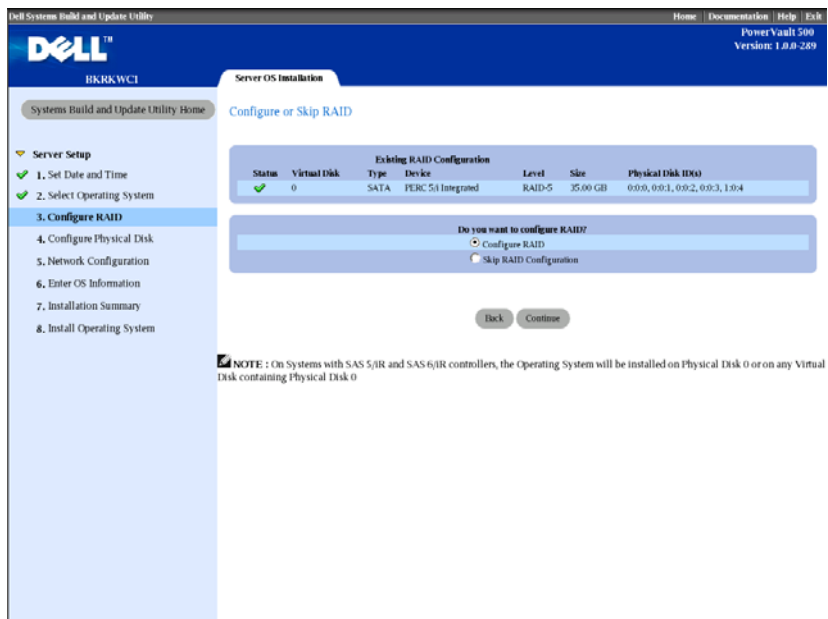 Dell Systems Build and Update Utility
Home Documentation Help Exit
DELL™
PowerVault 500
Version: 1.0.0-289
BKRKWC1
Server OS Installation
Systems Build and Update Utility Home
Configure or Skip RAID
Server Setup
1. Set Date and Time
2. Select Operating System
3. Configure RAID
4. Configure Physical Disk
5. Network Configuration
6. Enter OS Information
7. Installation Summary
8. Install Operating System
Existing RAID Configuration
Status Virtual Disk Type Device Level Size Physical Disk ID(s)
0 SATA PERC 5/i Integrated RAID-5 35.00 GB 0:0:0, 0:0:1, 0:0:2, 0:0:3, 1:0:4
Do you want to configure RAID?
Configure RAID
Skip RAID Configuration
Back Continue
NOTE : On Systems with SAS 5/iR and SAS 6/iR controllers, the Operating System will be installed on Physical Disk 0 or on any Virtual
Disk containing Physical Disk 0